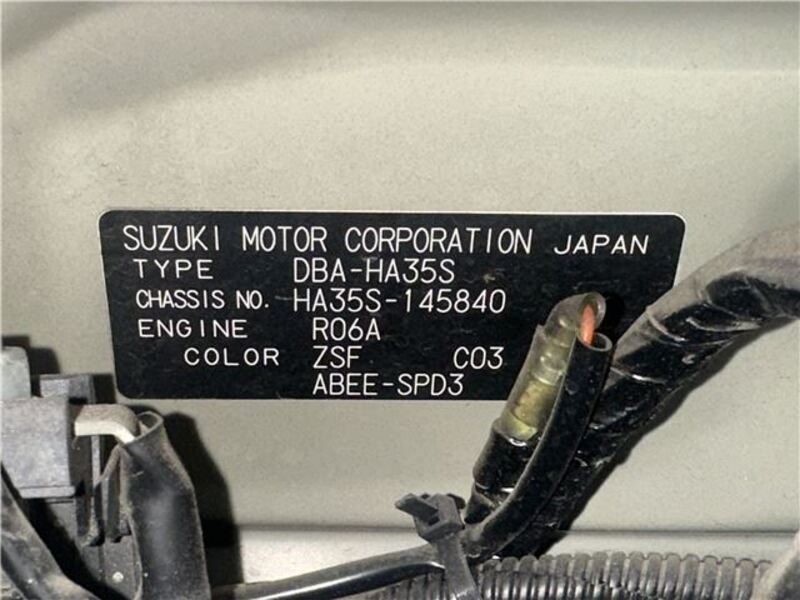 SUZUKI MOTOR CORPORATION JAPAN
TYPE DBA-HA35S
CHASSIS NO. HA35S-145840
ENGINE R06A
COLOR ZSF C03
ABEE-SPD3